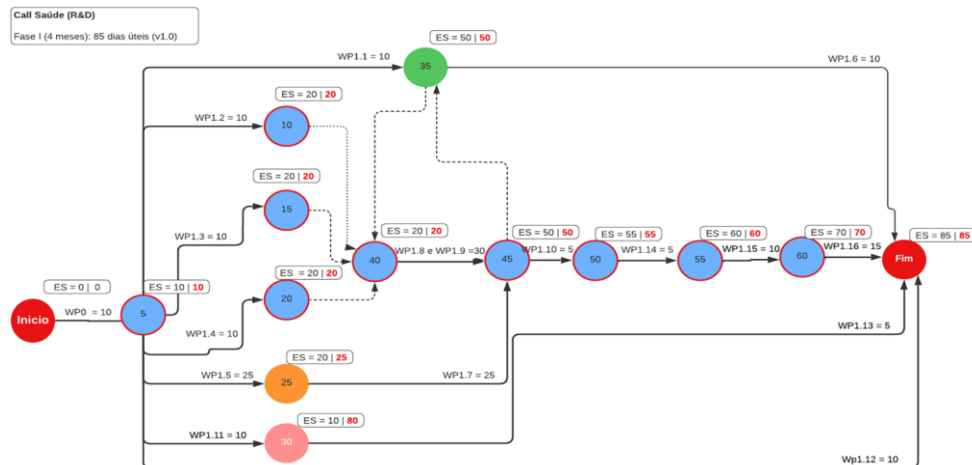 Call Saúde (R&D)
Fase I (4 meses): 85 dias úteis (v1.0)
ES = 50 | 50
WP1.1 = 10
35
WP1.6 = 10
ES = 20 | 20
WP1.2 = 10
10
ES = 20 | 20
WP1.3 = 10
15
ES = 20 | 20
40
WP1.8 e WP1.9 =30
ES = 50 | 50
45
WP1.10 = 5
ES = 55 | 55
50
WP1.14 = 5
ES = 60 | 60
55
WP1.15 = 10
ES = 70 | 70
60
WP1.16 = 15
ES = 85 | 85
Fim
ES = 0 | 0
Inicio
WP0 = 10
ES = 10 | 10
5
ES = 20 | 20
WP1.4 = 10
20
WP1.13 = 5
ES = 20 | 25
WP1.5 = 25
25
WP1.7 = 25
ES = 10 | 80
WP1.11 = 10
30
Wp1.12 = 10